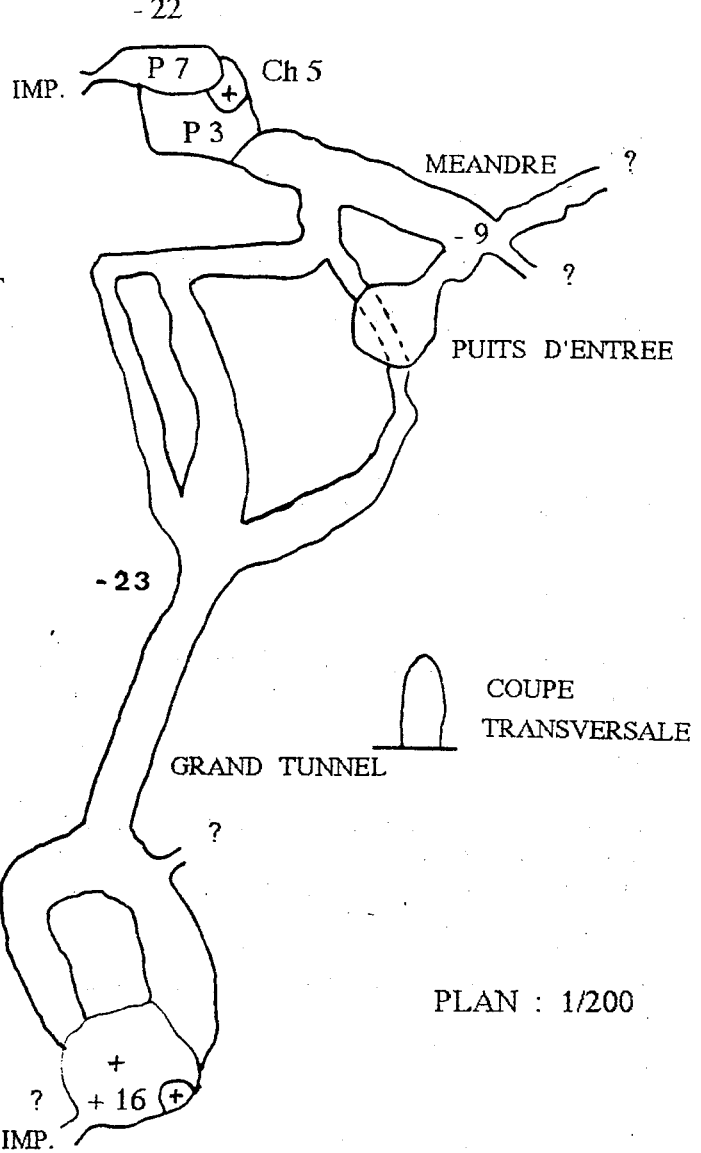 - 22
P 7
Ch 5
IMP.
+
P 3
MEANDRE
?
- 9
?
PUITS D'ENTREE
- 23
COUPE
TRANSVERSALE
GRAND TUNNEL
?
PLAN : 1/200
+
? + 16 +
IMP.